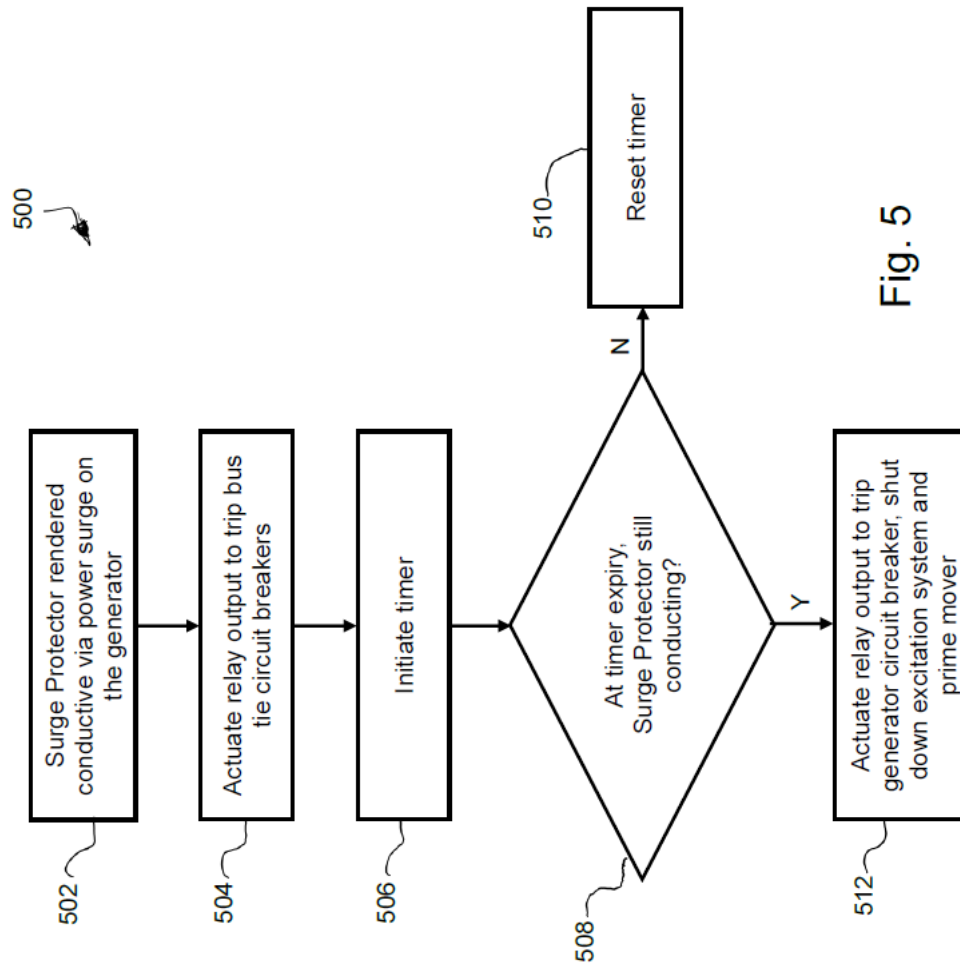 500
502
Surge Protector rendered
conductive via power surge on
the generator
504
Actuate relay output to trip bus
tie circuit breakers
506
Initiate timer
508
At timer expiry,
Surge Protector still
conducting?
N
510
Reset timer
Y
512
Actuate relay output to trip
generator circuit breaker, shut
down excitation system and
prime mover
Fig. 5